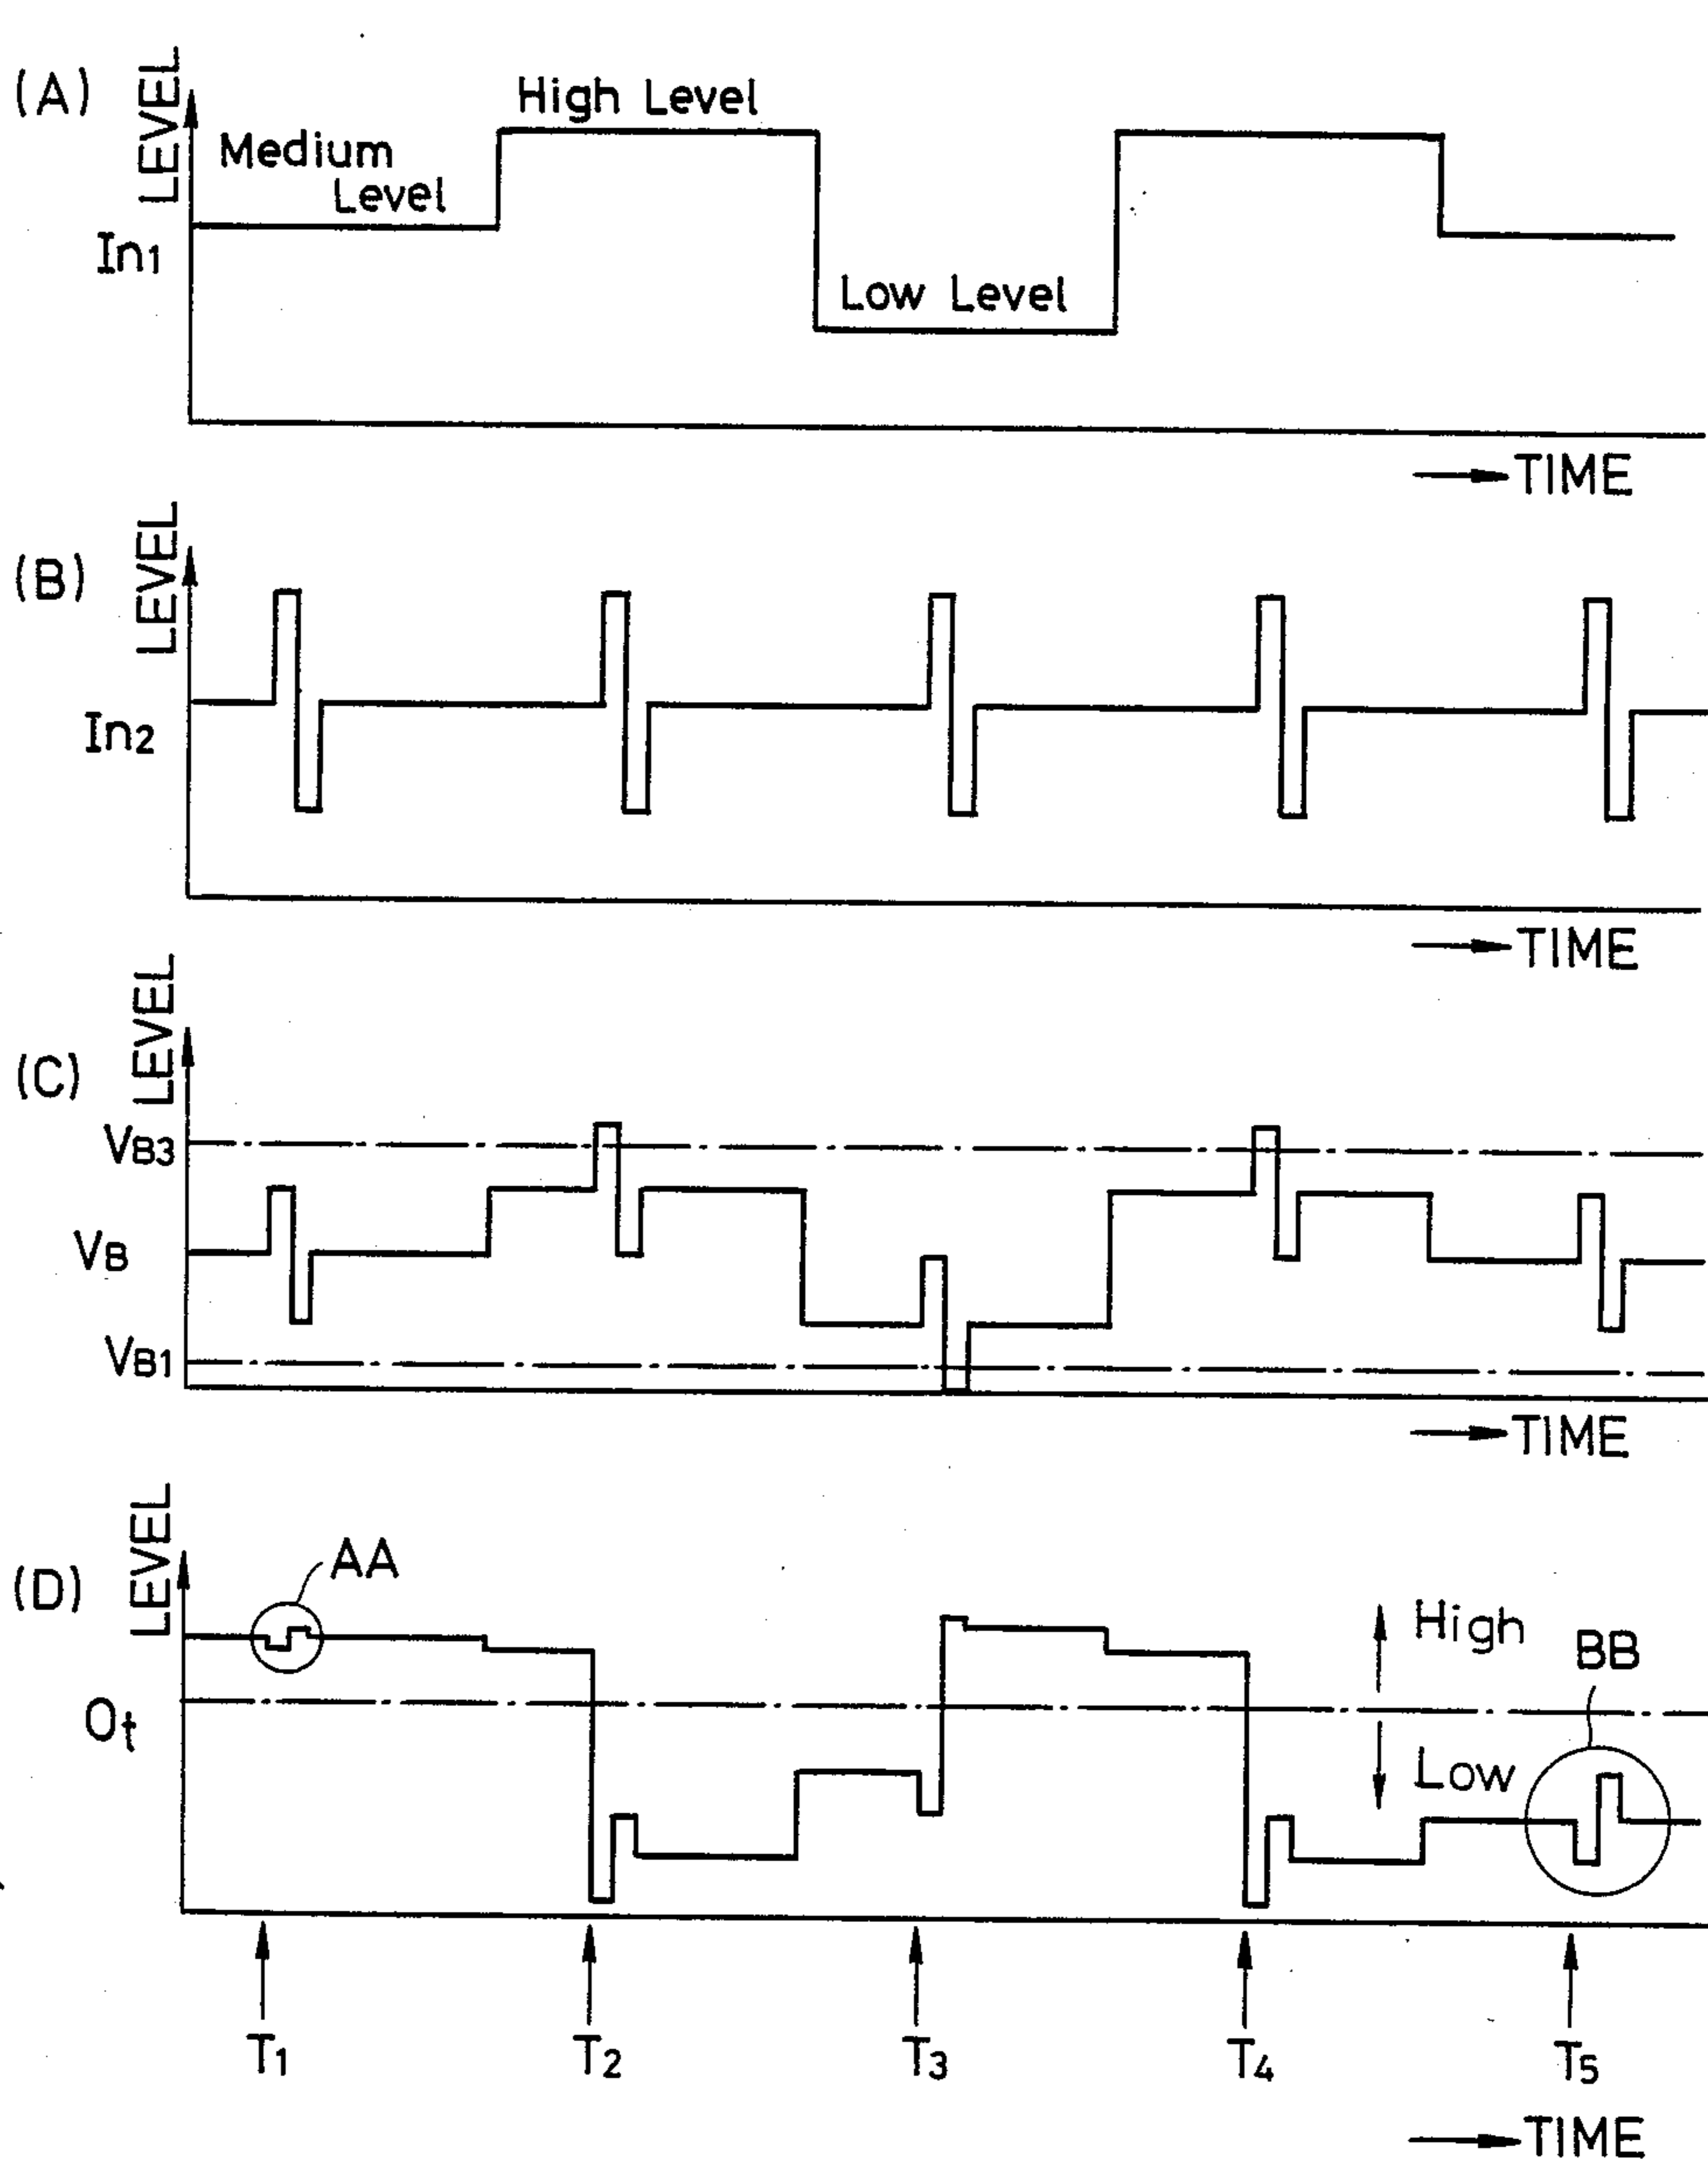 (A)
LEVEL
High Level
Medium
Level
In1
Low Level
TIME
(B)
LEVEL
In2
TIME
(C)
LEVEL
VB3
VB
VB1
TIME
(D)
LEVEL
AA
High
BB
Ot
Low
T1 T2 T3 T4 T5
TIME